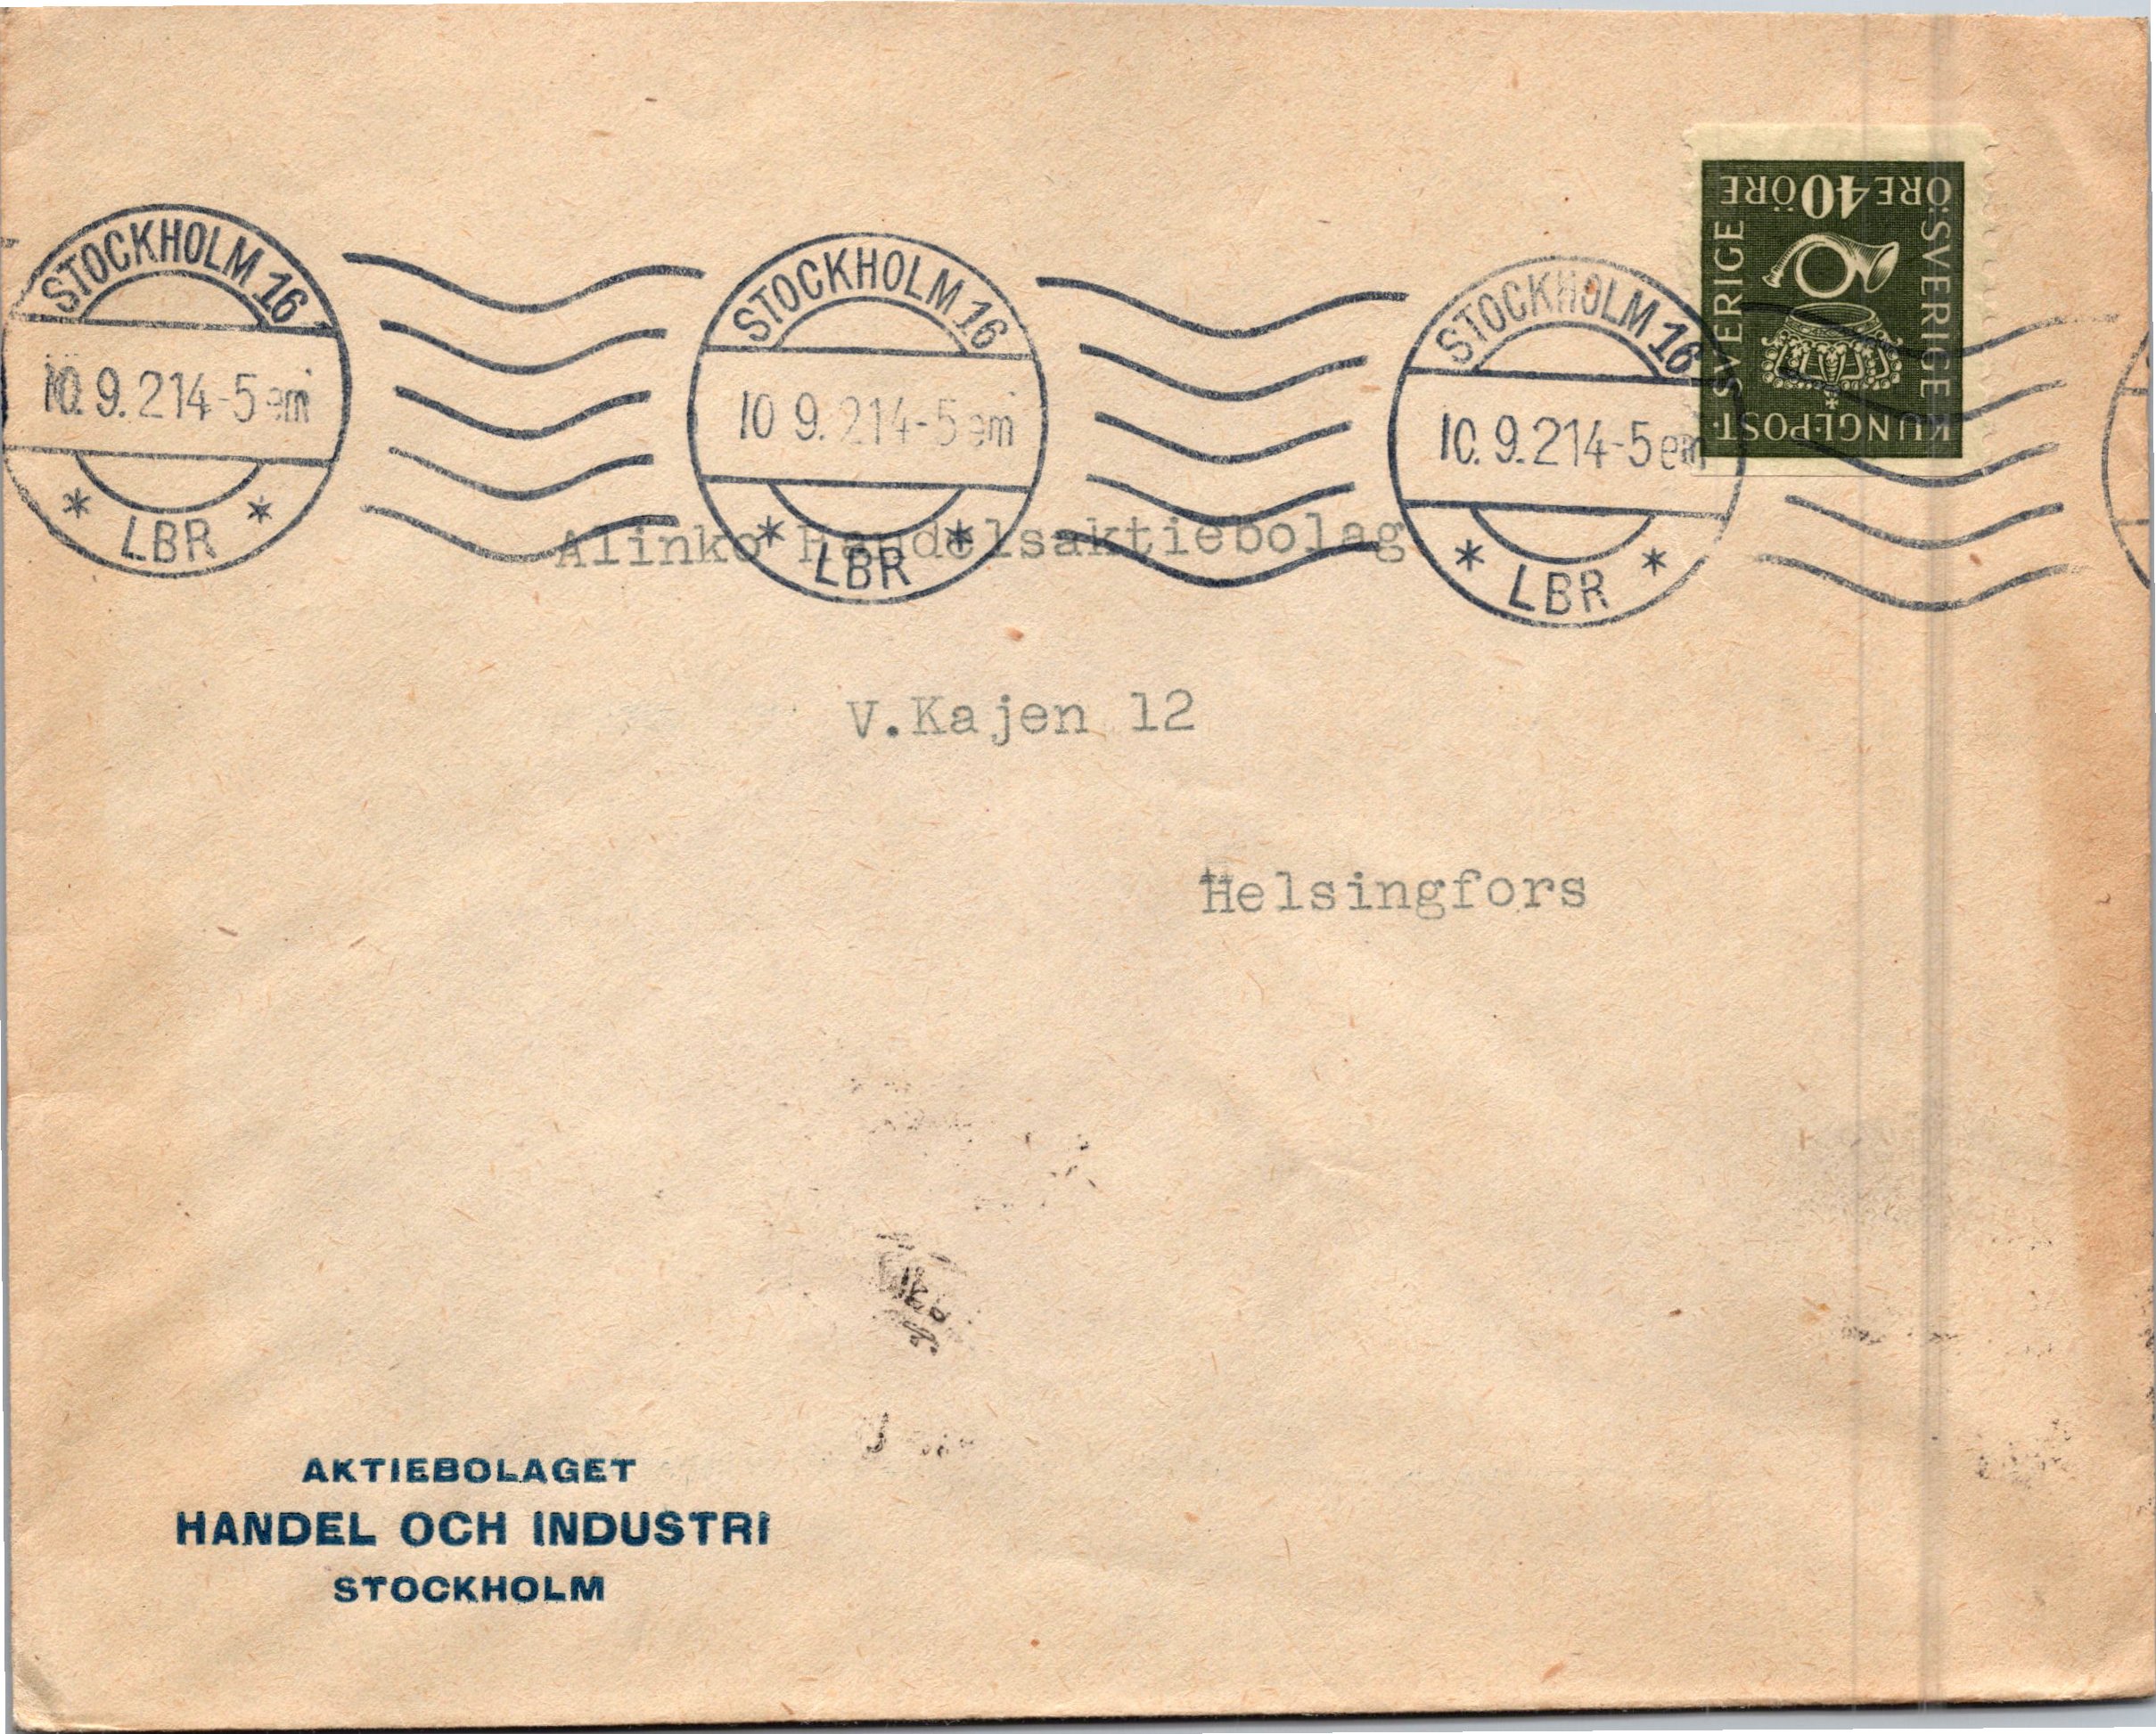 STOCKHOLM 16
10.9.21 4-5 em
* LBR *
STOCKHOLM 16
10 9.21 4-5 em
* LBR *
STOCKHOLM 16
10.9.21 4-5 em
* LBR *
ÖRE 40 ÖRE
SVERIGE
SVERIGE
KUNGL·POST
Alinko Handelsaktiebolag
V.Kajen 12
Helsingfors
AKTIEBOLAGET
HANDEL OCH INDUSTRI
STOCKHOLM